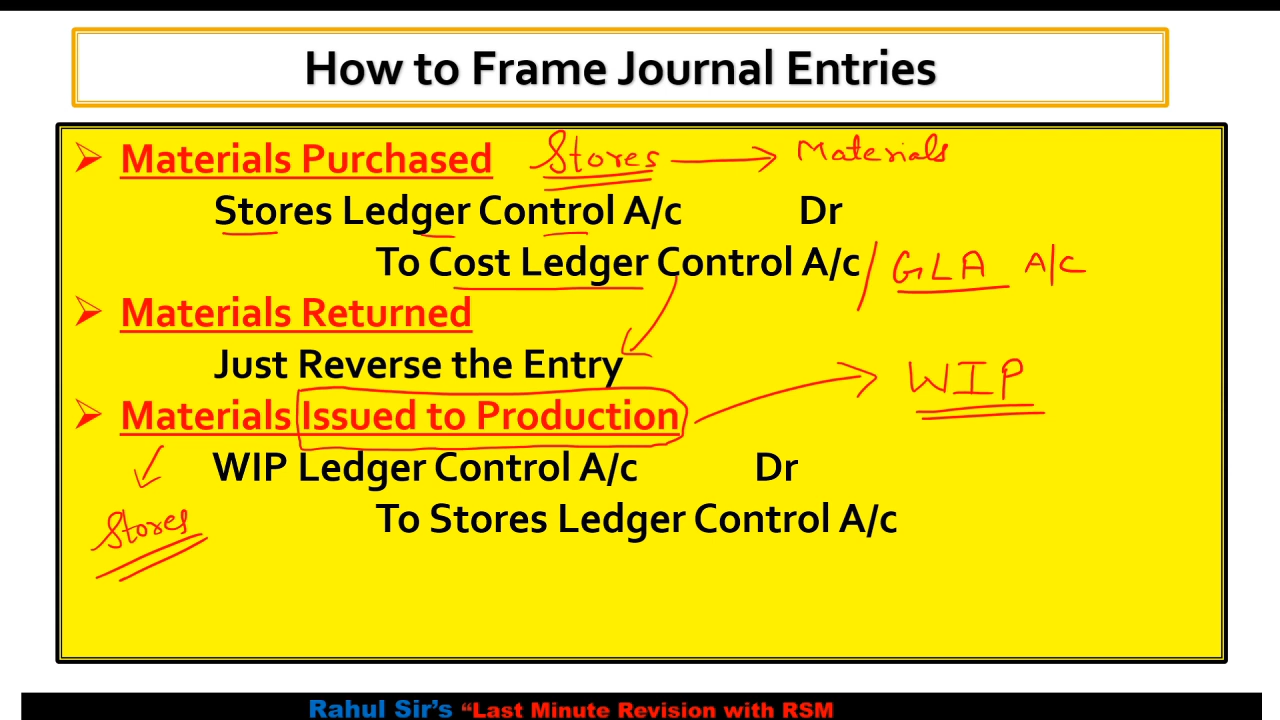 How to Frame Journal Entries
Materials Purchased Stores → Materials
Stores Ledger Control A/c Dr
To Cost Ledger Control A/c / GLA A/c
Materials Returned
Just Reverse the Entry
Materials Issued to Production → WIP
WIP Ledger Control A/c Dr
To Stores Ledger Control A/c
Stores
Rahul Sir's “Last Minute Revision with RSM